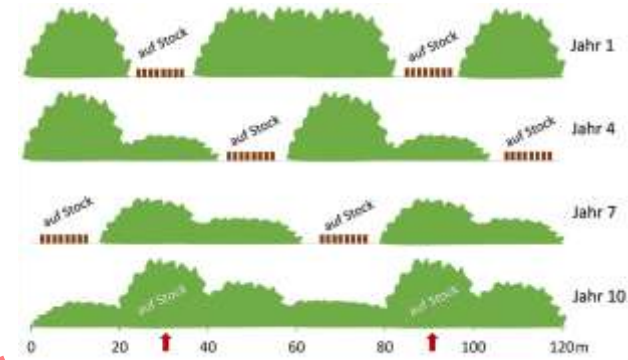 auf Stock auf Stock Jahr 1
auf Stock auf Stock Jahr 4
auf Stock auf Stock Jahr 7
auf Stock auf Stock Jahr 10
0 20 40 60 80 100 120m